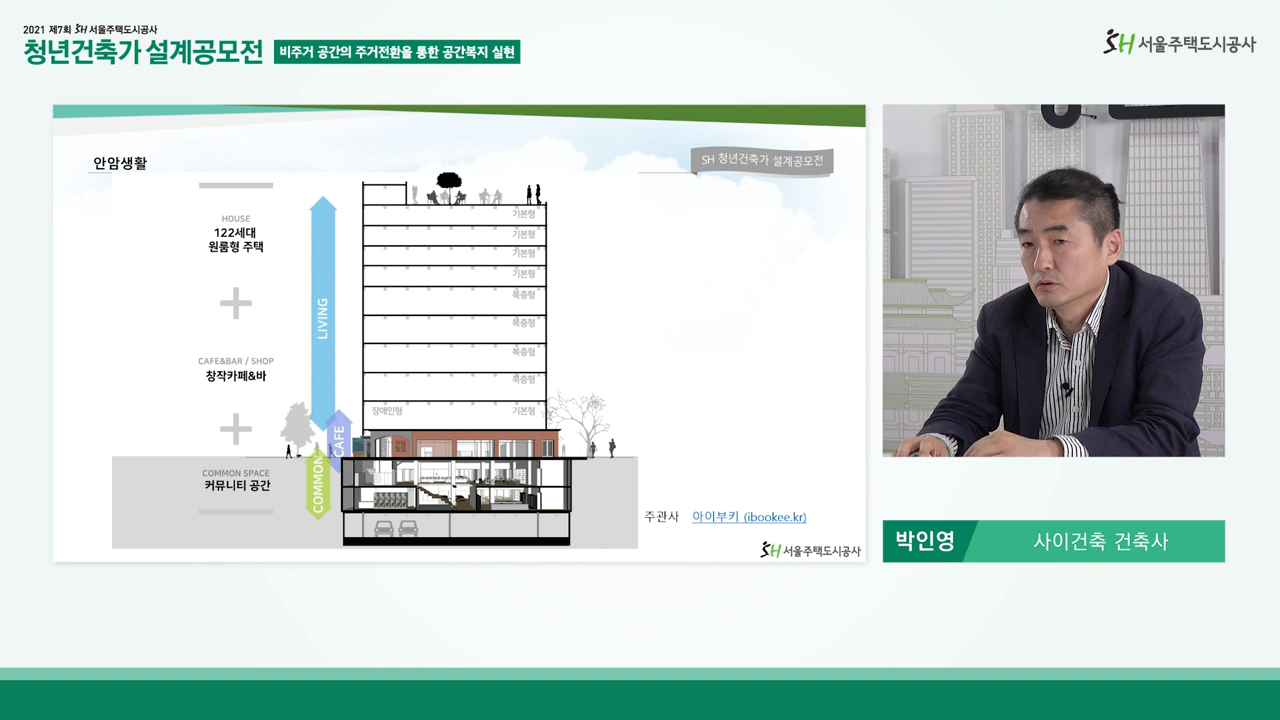 2021 제7회 SH 서울주택도시공사
청년건축가 설계공모전 비주거 공간의 주거전환을 통한 공간복지 실현
SH 서울주택도시공사
안암생활
SH 청년건축가 설계공모전
HOUSE
122세대
원룸형 주택
CAFE&BAR / SHOP
창작카페&바
COMMON SPACE
커뮤니티 공간
LIVING
CAFE
COMMON
기본형
기본형
기본형
기본형
복층형
복층형
복층형
복층형
장애인형 기본형
주관사 아이부키 (ibookee.kr)
SH 서울주택도시공사
박인영 사이건축 건축사